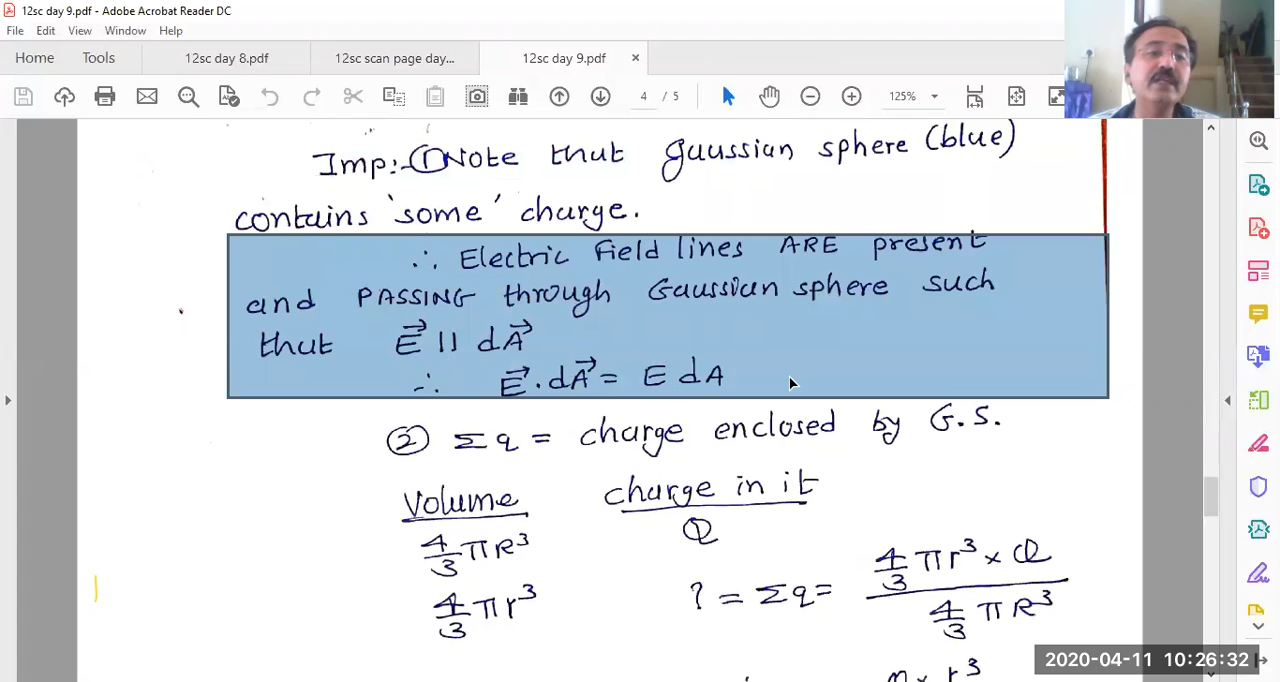 12sc day 9.pdf - Adobe Acrobat Reader DC
File Edit View Window Help
Home Tools 12sc day 8.pdf 12sc scan page day... 12sc day 9.pdf ×
4 / 5 125%
Imp:- ① Note that gaussian sphere (blue)
contains 'some' charge.
∴ Electric Field lines ARE present
and PASSING through Gaussian sphere such
that E⃗ || dA⃗
∴ E⃗ . dA⃗ = E dA
② Σq = charge enclosed by G.S.
Volume charge in it
4/3 πR³ Q
4/3 πr³ ? = Σq = (4/3 πr³ × Q) / (4/3 πR³)
2020-04-11 10:26:32